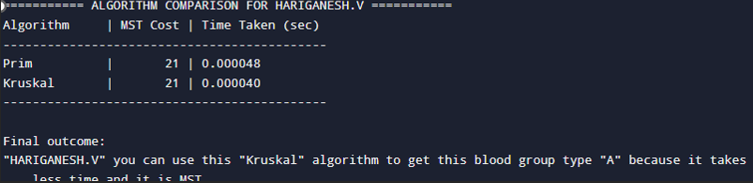 ========== ALGORITHM COMPARISON FOR HARIGANESH.V ===========
Algorithm     | MST Cost | Time Taken (sec)
-------------------------------------------
Prim          |       21 | 0.000048
Kruskal       |       21 | 0.000040
-------------------------------------------
Final outcome:
"HARIGANESH.V" you can use this "Kruskal" algorithm to get this blood group type "A" because it takes
less time and it is MST